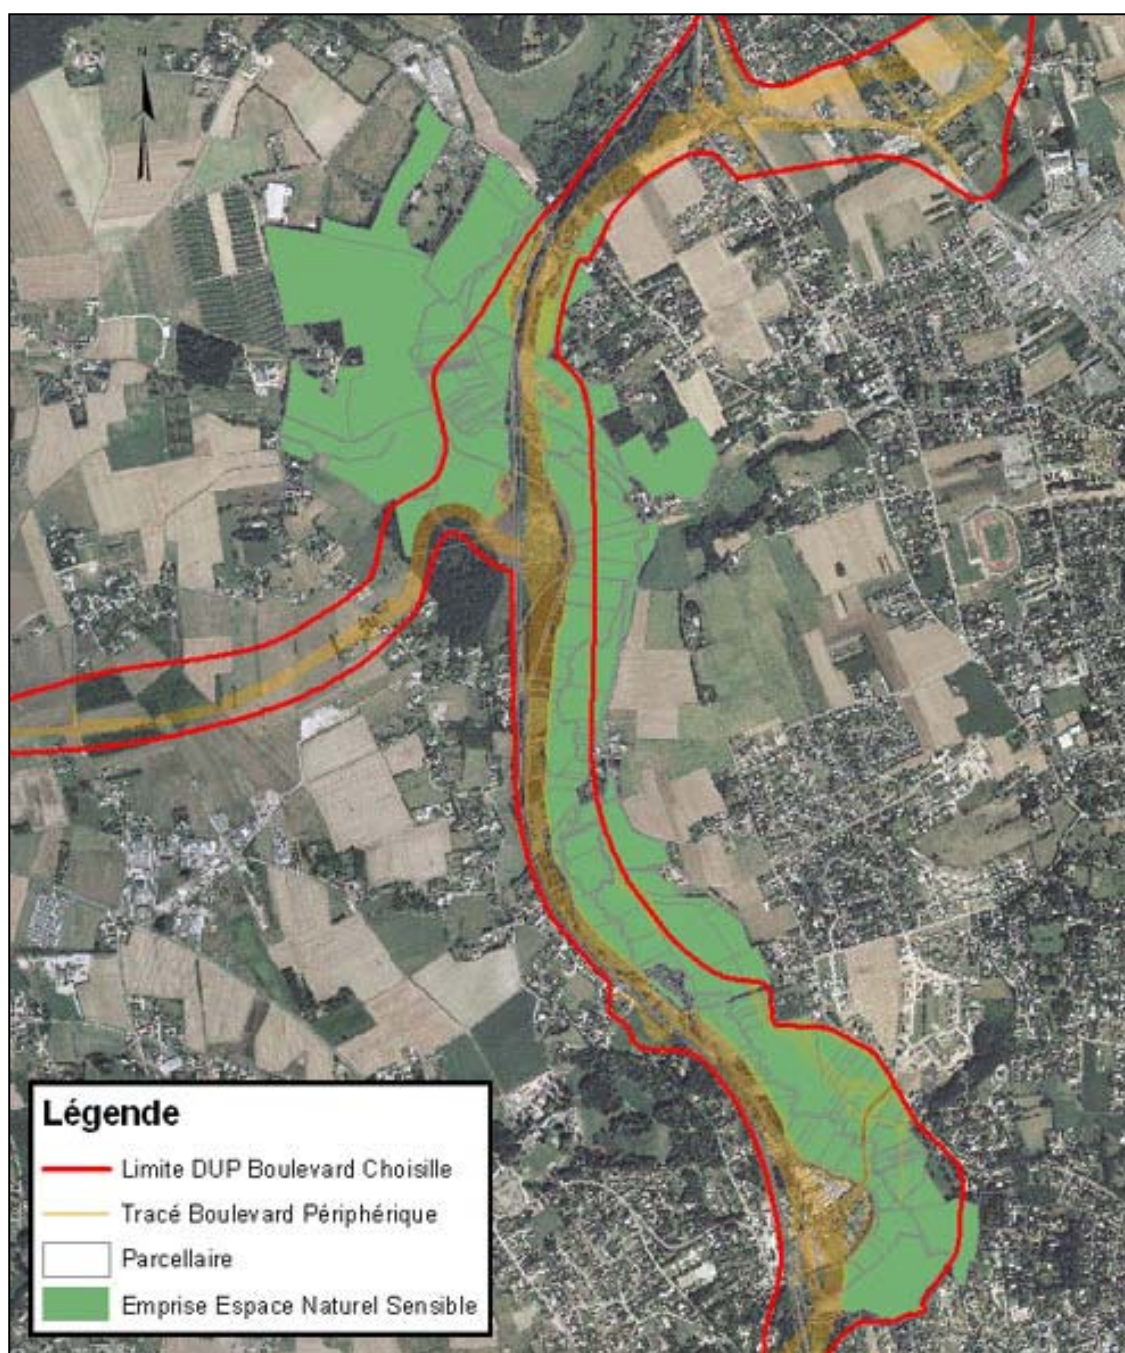 N
Légende
Limite DUP Boulevard Choisille
Tracé Boulevard Périphérique
Parcellaire
Emprise Espace Naturel Sensible